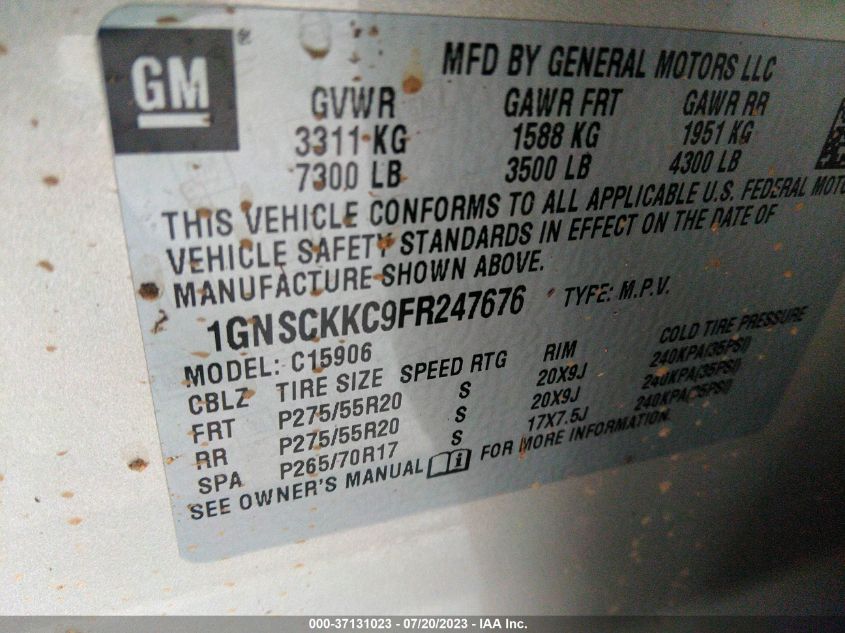 GM ®
MFD BY GENERAL MOTORS LLC
GVWR GAWR FRT GAWR RR
3311 KG 1588 KG 1951 KG
7300 LB 3500 LB 4300 LB
THIS VEHICLE CONFORMS TO ALL APPLICABLE U.S. FEDERAL MOTO
VEHICLE SAFETY STANDARDS IN EFFECT ON THE DATE OF
MANUFACTURE SHOWN ABOVE.
1GNSCKKC9FR247676 TYPE: M.P.V.
MODEL: C15906
CBLZ TIRE SIZE SPEED RTG RIM COLD TIRE PRESSURE
FRT P275/55R20 S 20X9J 240KPA(35PSI)
RR P275/55R20 S 20X9J 240KPA(35PSI)
SPA P265/70R17 S 17X7.5J 240KPA(35PSI)
SEE OWNER'S MANUAL i FOR MORE INFORMATION.
000-37131023 - 07/20/2023 - IAA Inc.